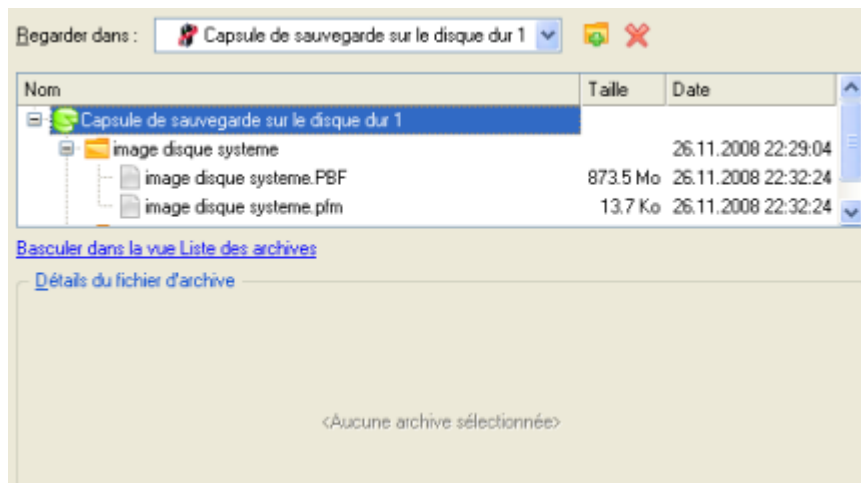 Regarder dans : Capsule de sauvegarde sur le disque dur 1
Nom Taille Date
Capsule de sauvegarde sur le disque dur 1
image disque systeme 26.11.2008 22:29:04
image disque systeme.PBF 873.5 Mo 26.11.2008 22:32:24
image disque systeme.pfm 13.7 Ko 26.11.2008 22:32:24
Basculer dans la vue Liste des archives
Détails du fichier d'archive
<Aucune archive sélectionnée>